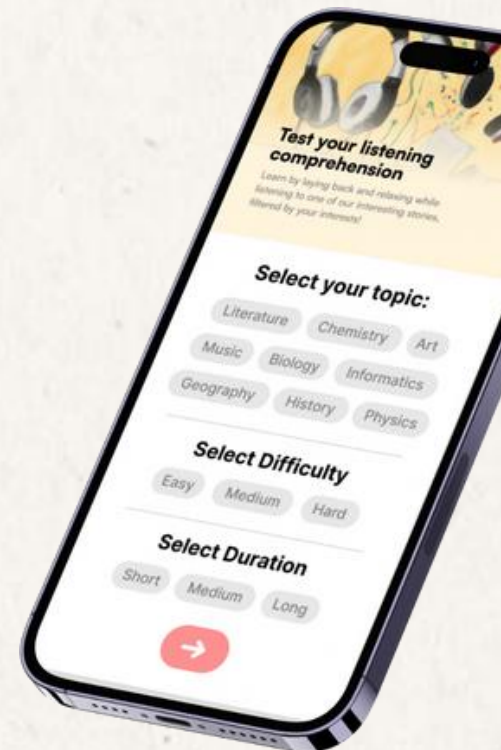 Test your listening
comprehension
Learn by laying back and relaxing while
listening to one of our interesting stories,
filtered by your interests!
Select your topic:
Literature Chemistry Art
Music Biology Informatics
Geography History Physics
Select Difficulty
Easy Medium Hard
Select Duration
Short Medium Long